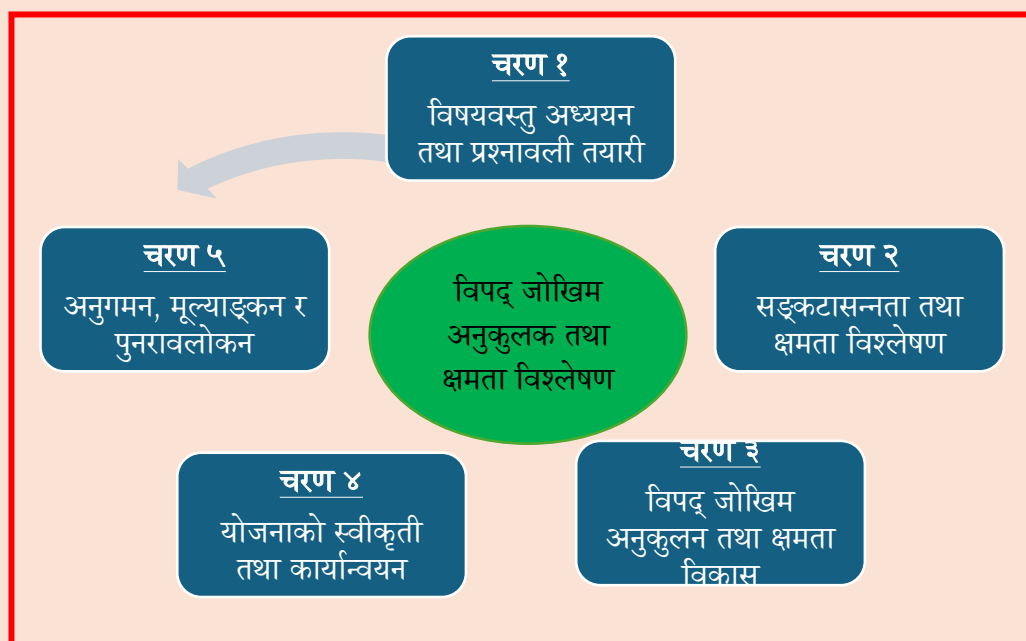 चरण १
विषयवस्तु अध्ययन
तथा प्रश्नावली तयारी
चरण २
सङ्कटासन्नता तथा
क्षमता विश्लेषण
चरण ३
विपद् जोखिम
अनुकुलन तथा क्षमता
विकास
चरण ४
योजनाको स्वीकृती
तथा कार्यान्वयन
चरण ५
अनुगमन, मूल्याङ्कन र
पुनरावलोकन
विपद् जोखिम
अनुकुलक तथा
क्षमता विश्लेषण